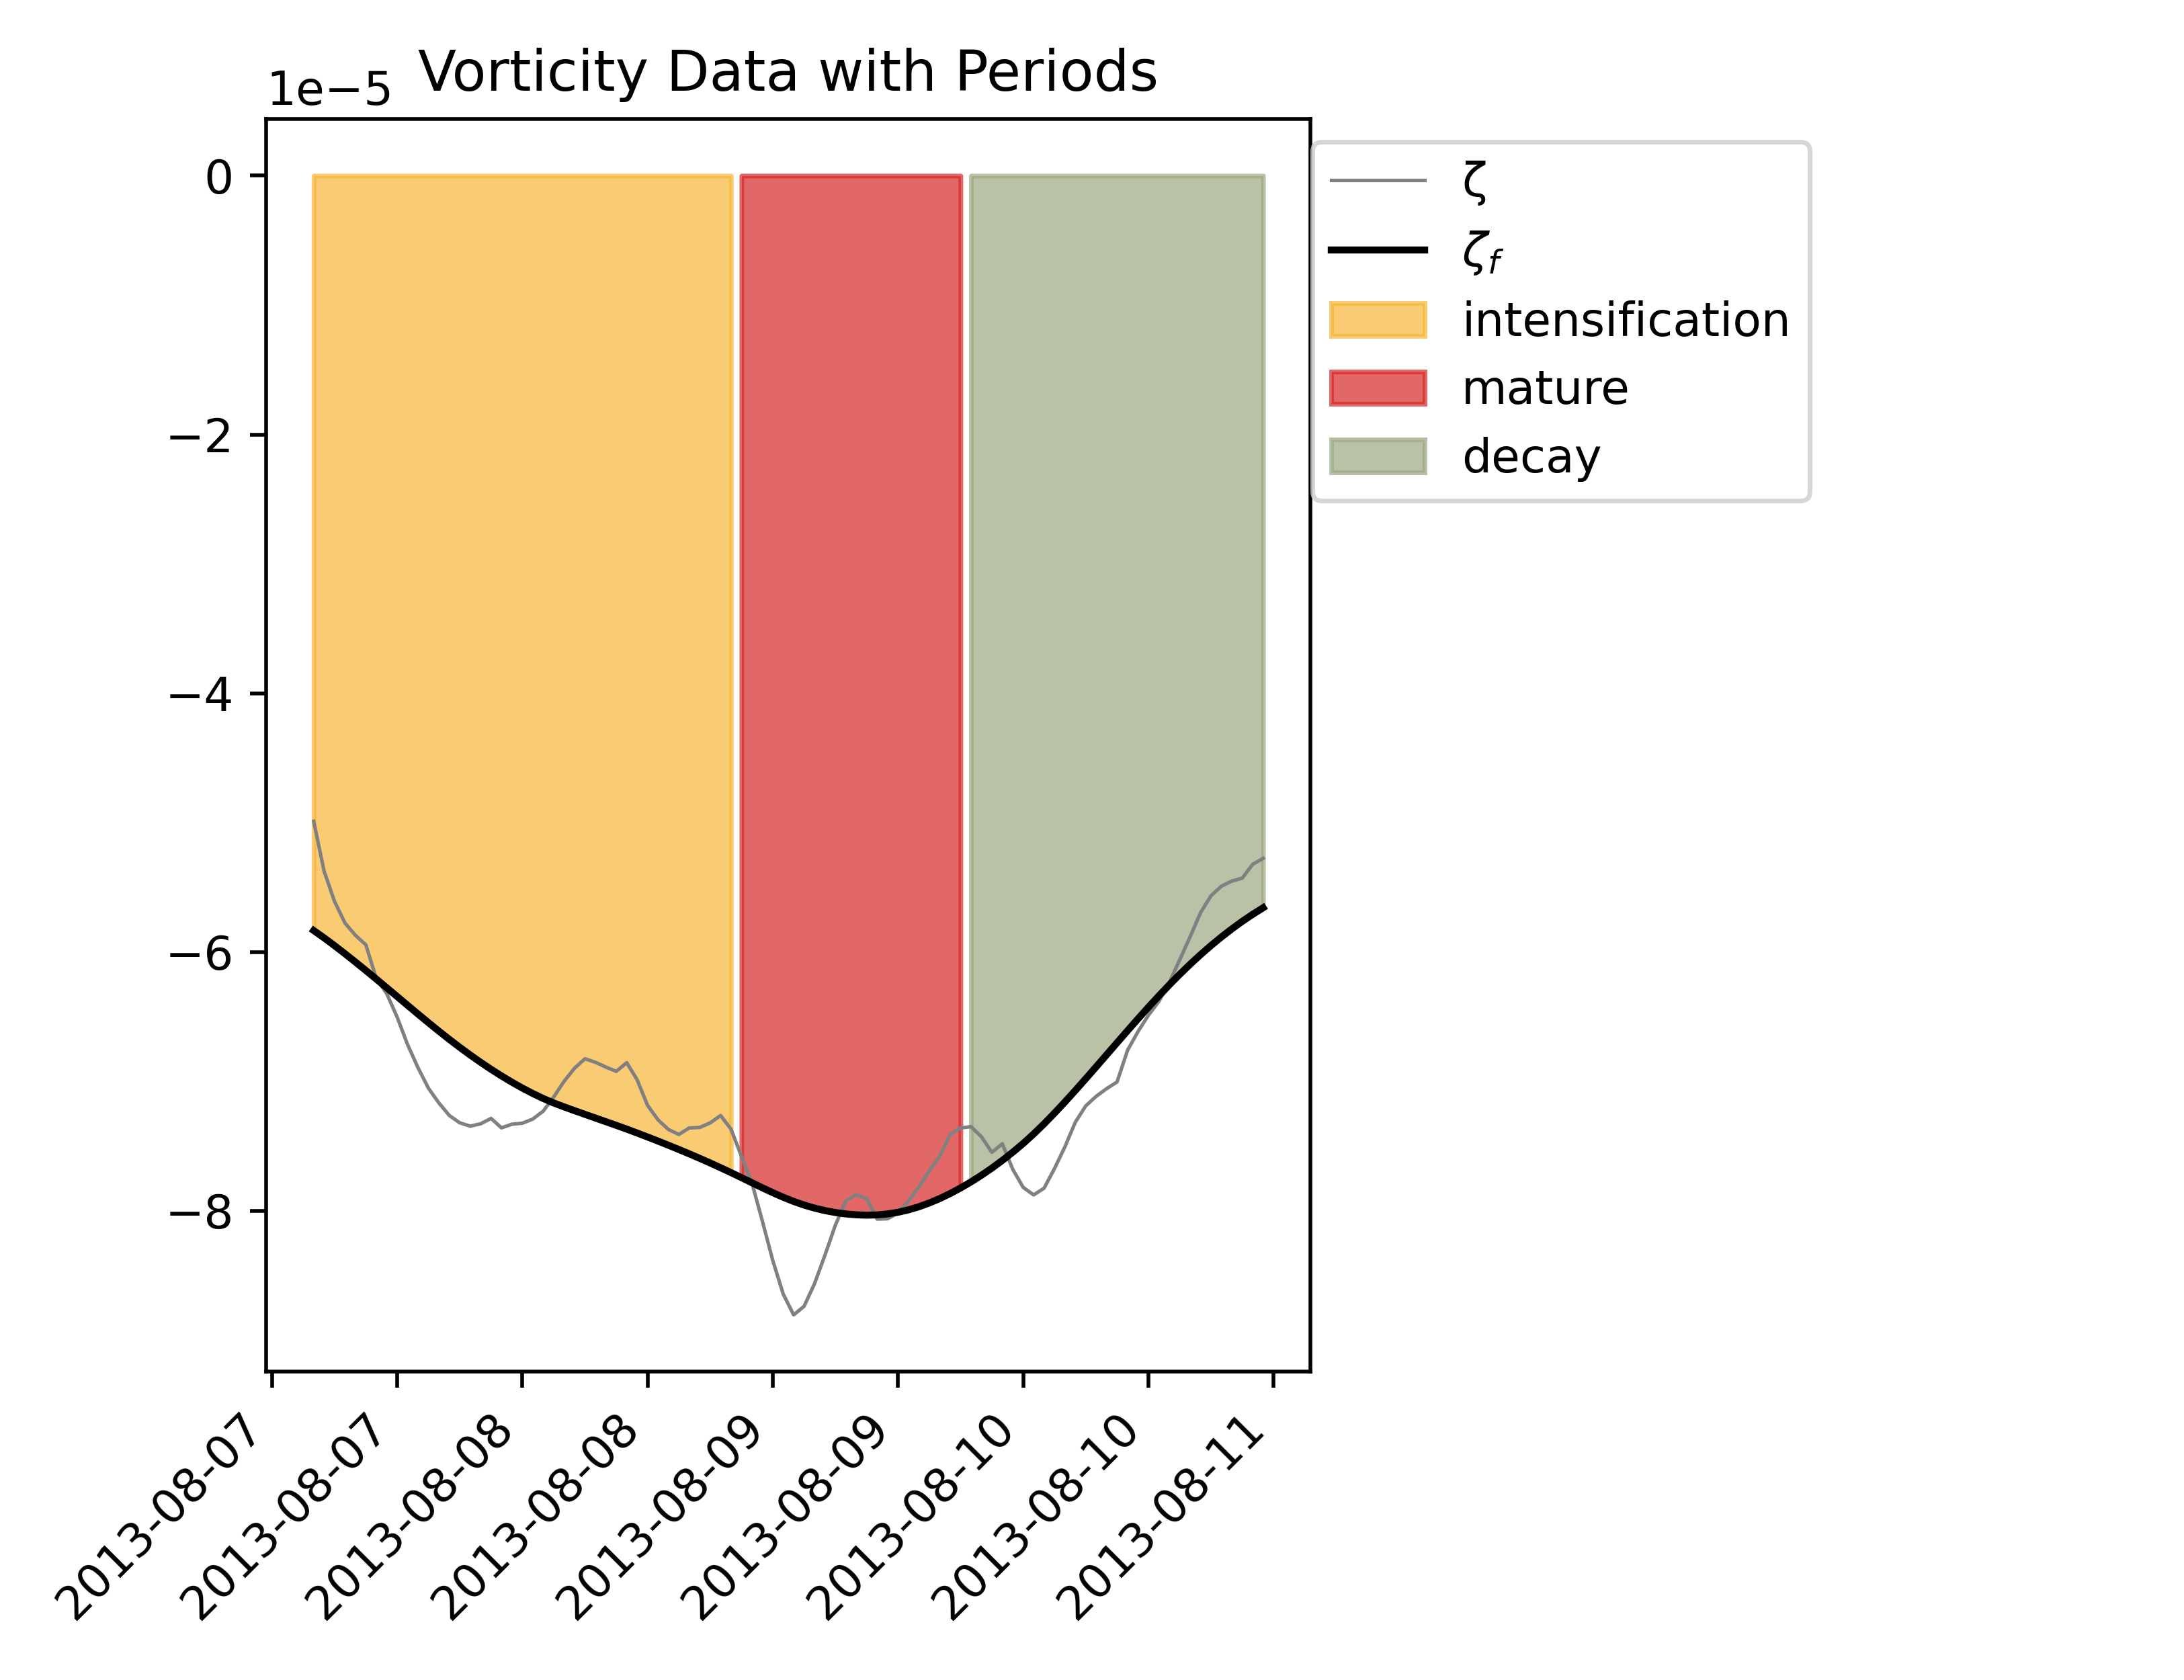 Vorticity Data with Periods
1e−5
0
−2
−4
−6
−8
ζ
ζf
intensification
mature
decay
2013-08-07
2013-08-07
2013-08-08
2013-08-08
2013-08-09
2013-08-09
2013-08-10
2013-08-10
2013-08-11